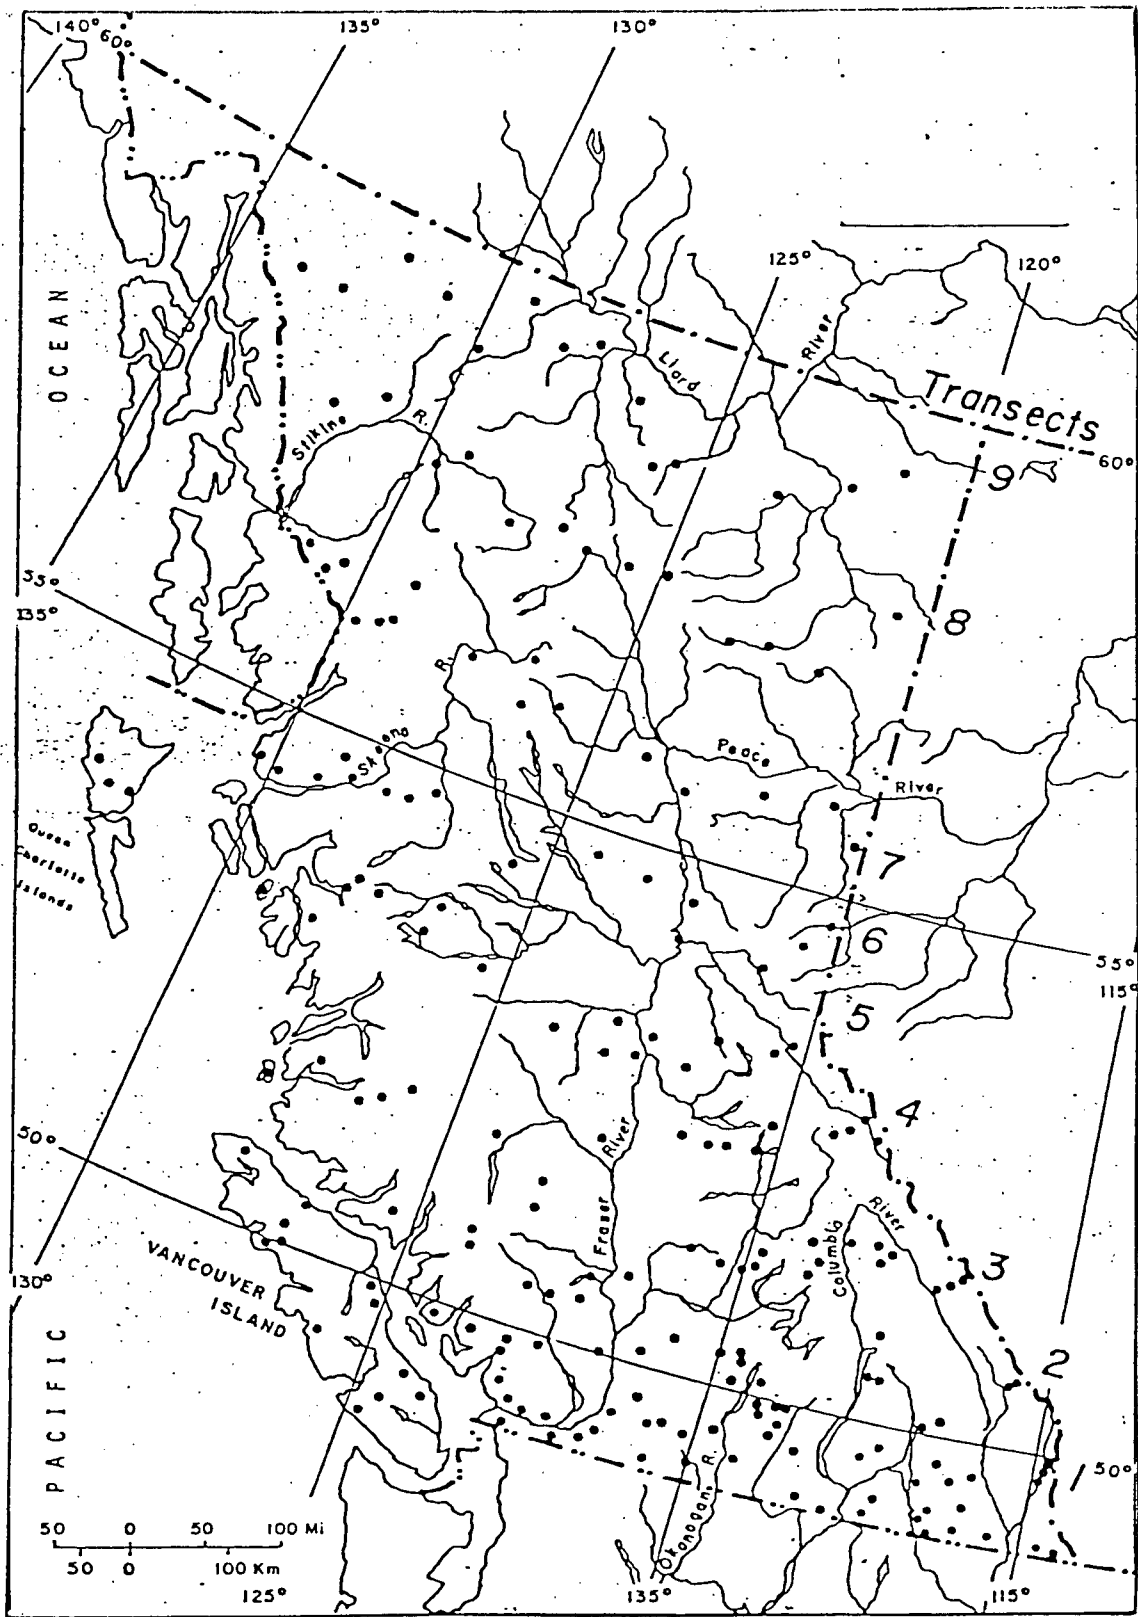 140°
60°
135°
130°
125°
120°
OCEAN
River
Liard
Transects
60°
9
Stikine
R.
55°
135°
8
R.
Skeena
Peace
River
Queen
Charlotte
Islands
7
6
55°
115°
5
4
50°
River
Fraser
Columbia
River
3
130°
VANCOUVER
ISLAND
2
1
50°
PACIFIC
Okanagan R.
50 0 50 100 Mi
50 0 100 Km
125°
135°
115°